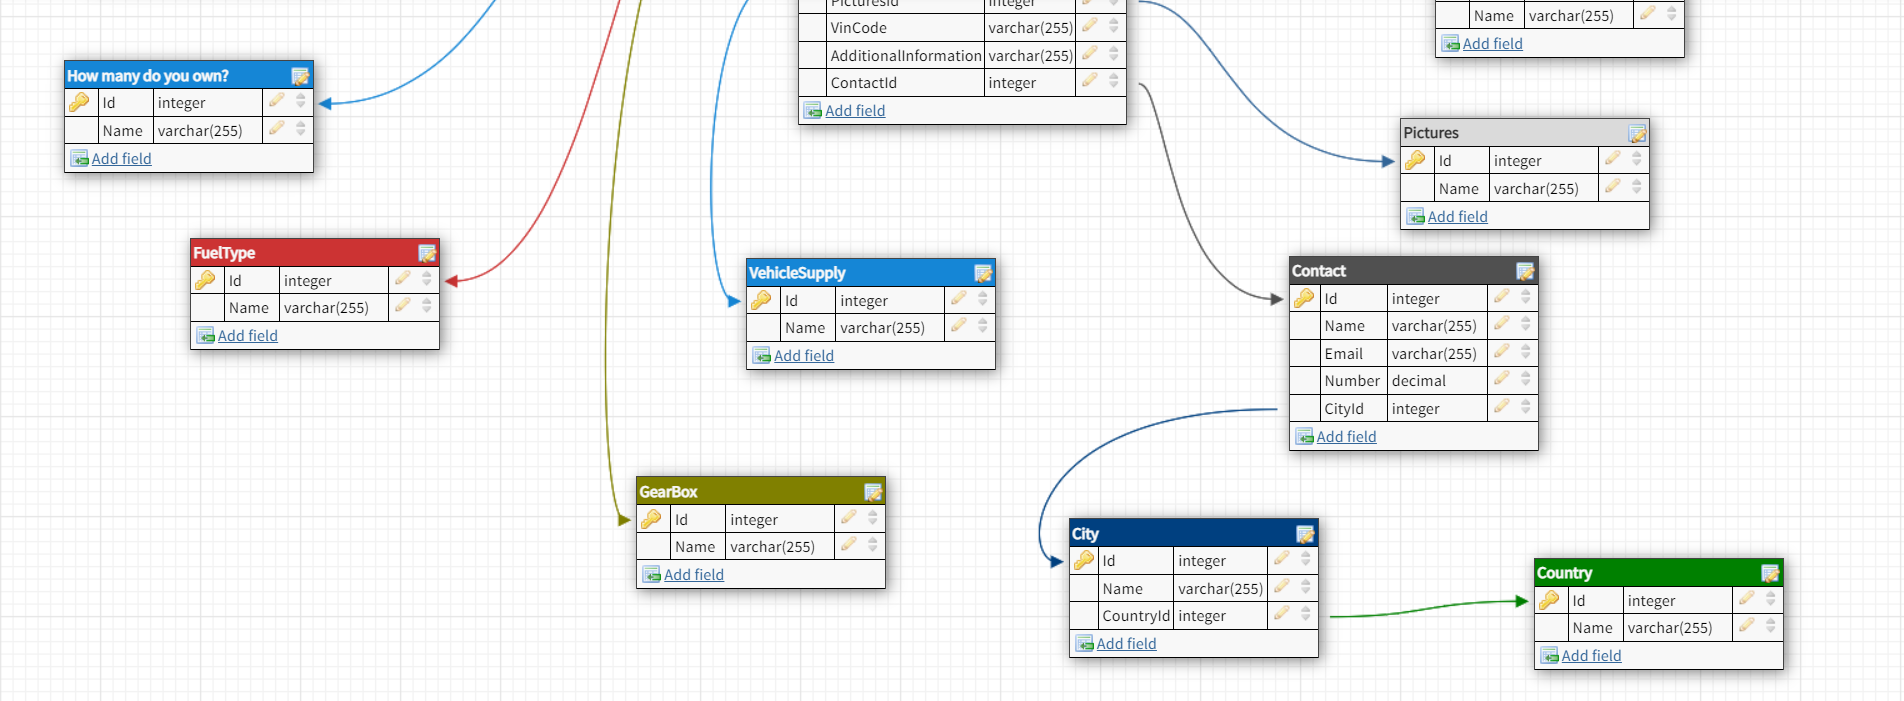 PicturesId integer
VinCode varchar(255)
AdditionalInformation varchar(255)
ContactId integer
Add field
Name varchar(255)
Add field
How many do you own?
Id integer
Name varchar(255)
Add field
Pictures
Id integer
Name varchar(255)
Add field
FuelType
Id integer
Name varchar(255)
Add field
VehicleSupply
Id integer
Name varchar(255)
Add field
Contact
Id integer
Name varchar(255)
Email varchar(255)
Number decimal
CityId integer
Add field
GearBox
Id integer
Name varchar(255)
Add field
City
Id integer
Name varchar(255)
CountryId integer
Add field
Country
Id integer
Name varchar(255)
Add field